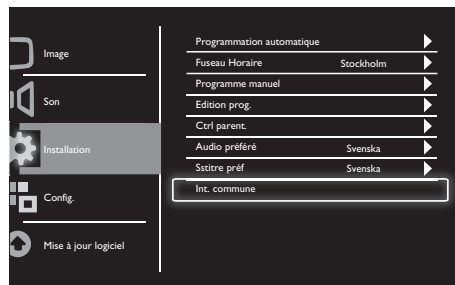 Image
Son
Installation
Config.
Mise à jour logiciel
Programmation automatique
Fuseau Horaire Stockholm
Programme manuel
Edition prog.
Ctrl parent.
Audio préféré Svenska
Sstitre préf Svenska
Int. commune